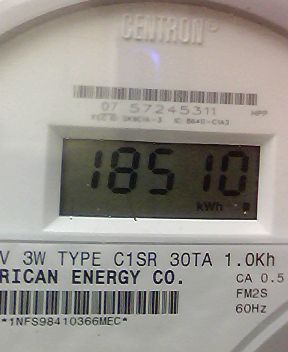 CENTRON®
07 57245311 HPP
18510
kWh
V 3W TYPE C1SR 30TA 1.0Kh
RICAN ENERGY CO. CA 0.5
FM2S
*1NFS98410366MEC* 60Hz